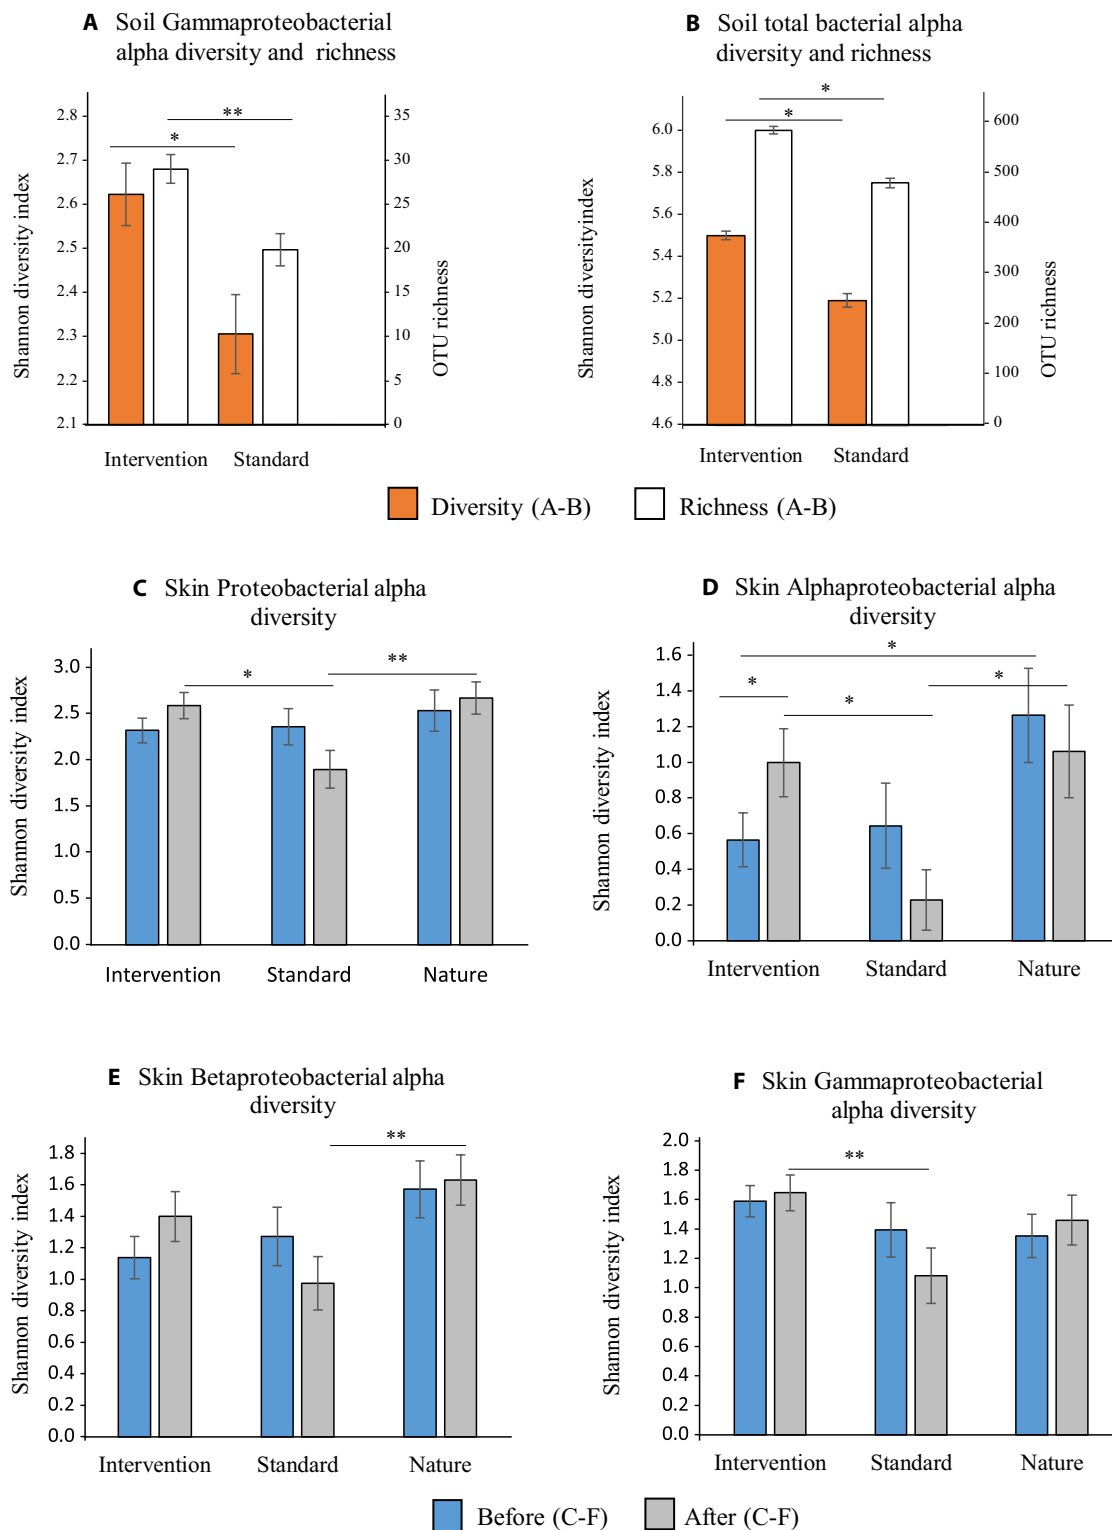 A Soil Gammaproteobacterial
alpha diversity and richness
2.8
2.7
2.6
2.5
2.4
2.3
2.2
2.1
Shannon diversity index
35
30
25
20
15
10
5
0
OTU richness
**
*
Intervention
Standard
B Soil total bacterial alpha
diversity and richness
6.0
5.8
5.6
5.4
5.2
5.0
4.8
4.6
Shannon diversityindex
600
500
400
300
200
100
0
OTU richness
*
*
Intervention
Standard
Diversity (A-B)
Richness (A-B)
C Skin Proteobacterial alpha
diversity
3.0
2.5
2.0
1.5
1.0
0.5
0.0
Shannon diversity index
*
**
Intervention
Standard
Nature
D Skin Alphaproteobacterial alpha
diversity
1.6
1.4
1.2
1.0
0.8
0.6
0.4
0.2
0.0
Shannon diversity index
*
*
*
*
Intervention
Standard
Nature
E Skin Betaproteobacterial alpha
diversity
1.8
1.6
1.4
1.2
1.0
0.8
0.6
0.4
0.2
0.0
Shannon diversity index
**
Intervention
Standard
Nature
F Skin Gammaproteobacterial
alpha diversity
2.0
1.8
1.6
1.4
1.2
1.0
0.8
0.6
0.4
0.2
0.0
Shannon diversity index
**
Intervention
Standard
Nature
Before (C-F)
After (C-F)